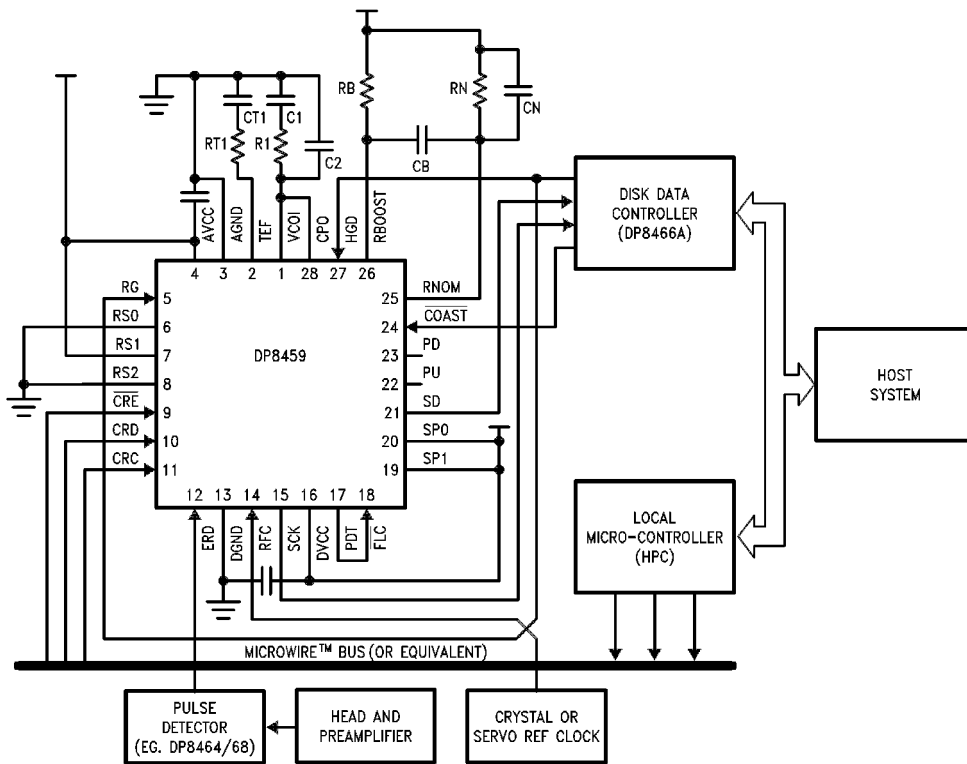 RB
RN
CN
CB
CT1
C1
RT1
R1
C2
AVCC
AGND
TEF
VCOI
CPO
HGD
RBOOST
4
3
2
1
28
27
26
RG
5
RS0
6
RS1
7
RS2
8
CRE
9
CRD
10
CRC
11
DP8459
25
RNOM
24
COAST
23
PD
22
PU
21
SD
20
SP0
19
SP1
12
13
14
15
16
17
18
ERD
DGND
RFC
SCK
DVCC
PDT
FLC
DISK DATA
CONTROLLER
(DP8466A)
HOST
SYSTEM
LOCAL
MICRO-CONTROLLER
(HPC)
MICROWIRE™ BUS (OR EQUIVALENT)
PULSE
DETECTOR
(EG. DP8464/68)
HEAD AND
PREAMPLIFIER
CRYSTAL OR
SERVO REF CLOCK